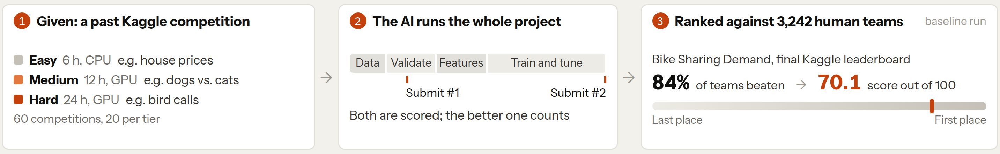 1 Given: a past Kaggle competition
Easy 6 h, CPU e.g. house prices
Medium 12 h, GPU e.g. dogs vs. cats
Hard 24 h, GPU e.g. bird calls
60 competitions, 20 per tier
→
2 The AI runs the whole project
Data Validate Features Train and tune
Submit #1 Submit #2
Both are scored; the better one counts
→
3 Ranked against 3,242 human teams baseline run
Bike Sharing Demand, final Kaggle leaderboard
84% of teams beaten → 70.1 score out of 100
Last place First place